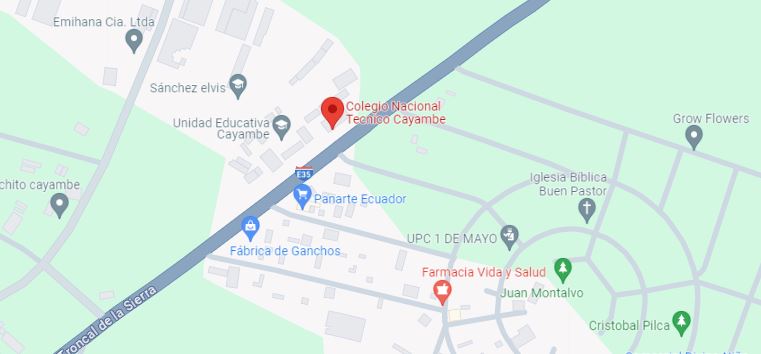 Emihana Cia. Ltda
Sánchez elvis
Colegio Nacional
Tecnico Cayambe
Unidad Educativa
Cayambe
Grow Flowers
E35
chito cayambe
Iglesia Bíblica
Buen Pastor
Panarte Ecuador
UPC 1 DE MAYO
Fábrica de Ganchos
Farmacia Vida y Salud
Juan Montalvo
Troncal de la Sierra
Cristobal Pilca